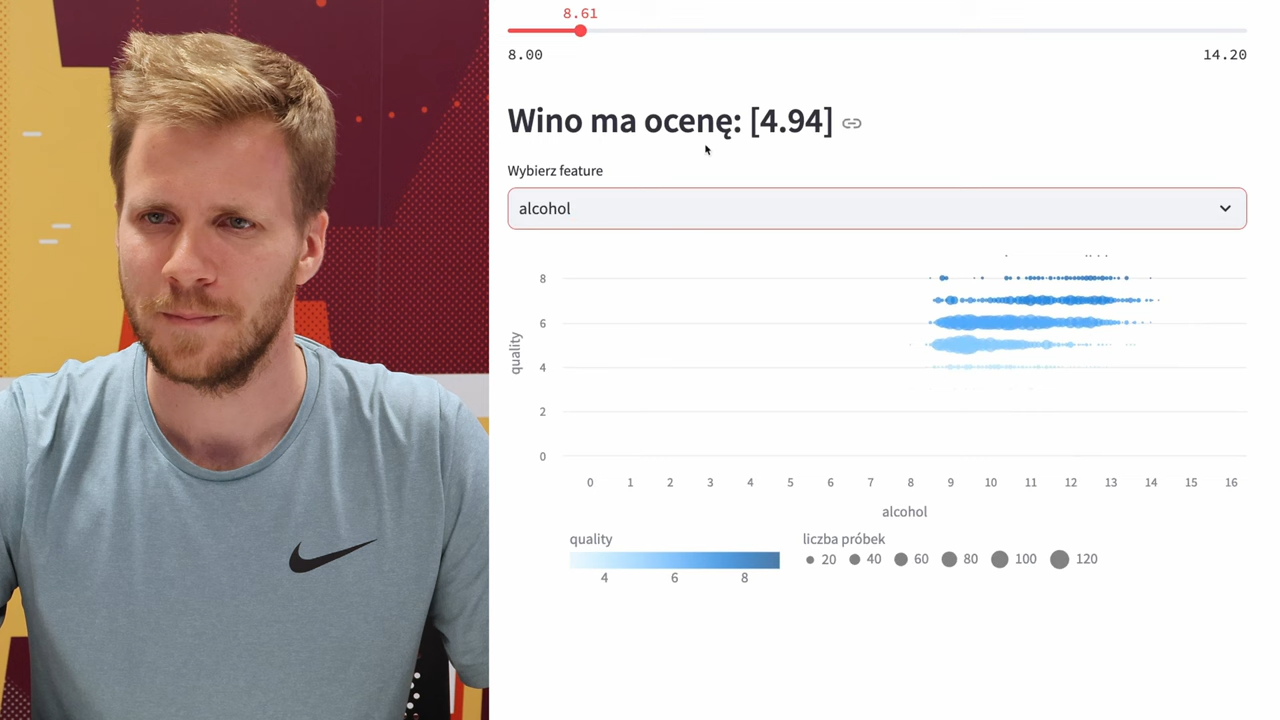 8.61
8.00 14.20
Wino ma ocenę: [4.94]
Wybierz feature
alcohol
8
6
4
2
0
quality
0 1 2 3 4 5 6 7 8 9 10 11 12 13 14 15 16
alcohol
quality
4 6 8
liczba próbek
20 40 60 80 100 120